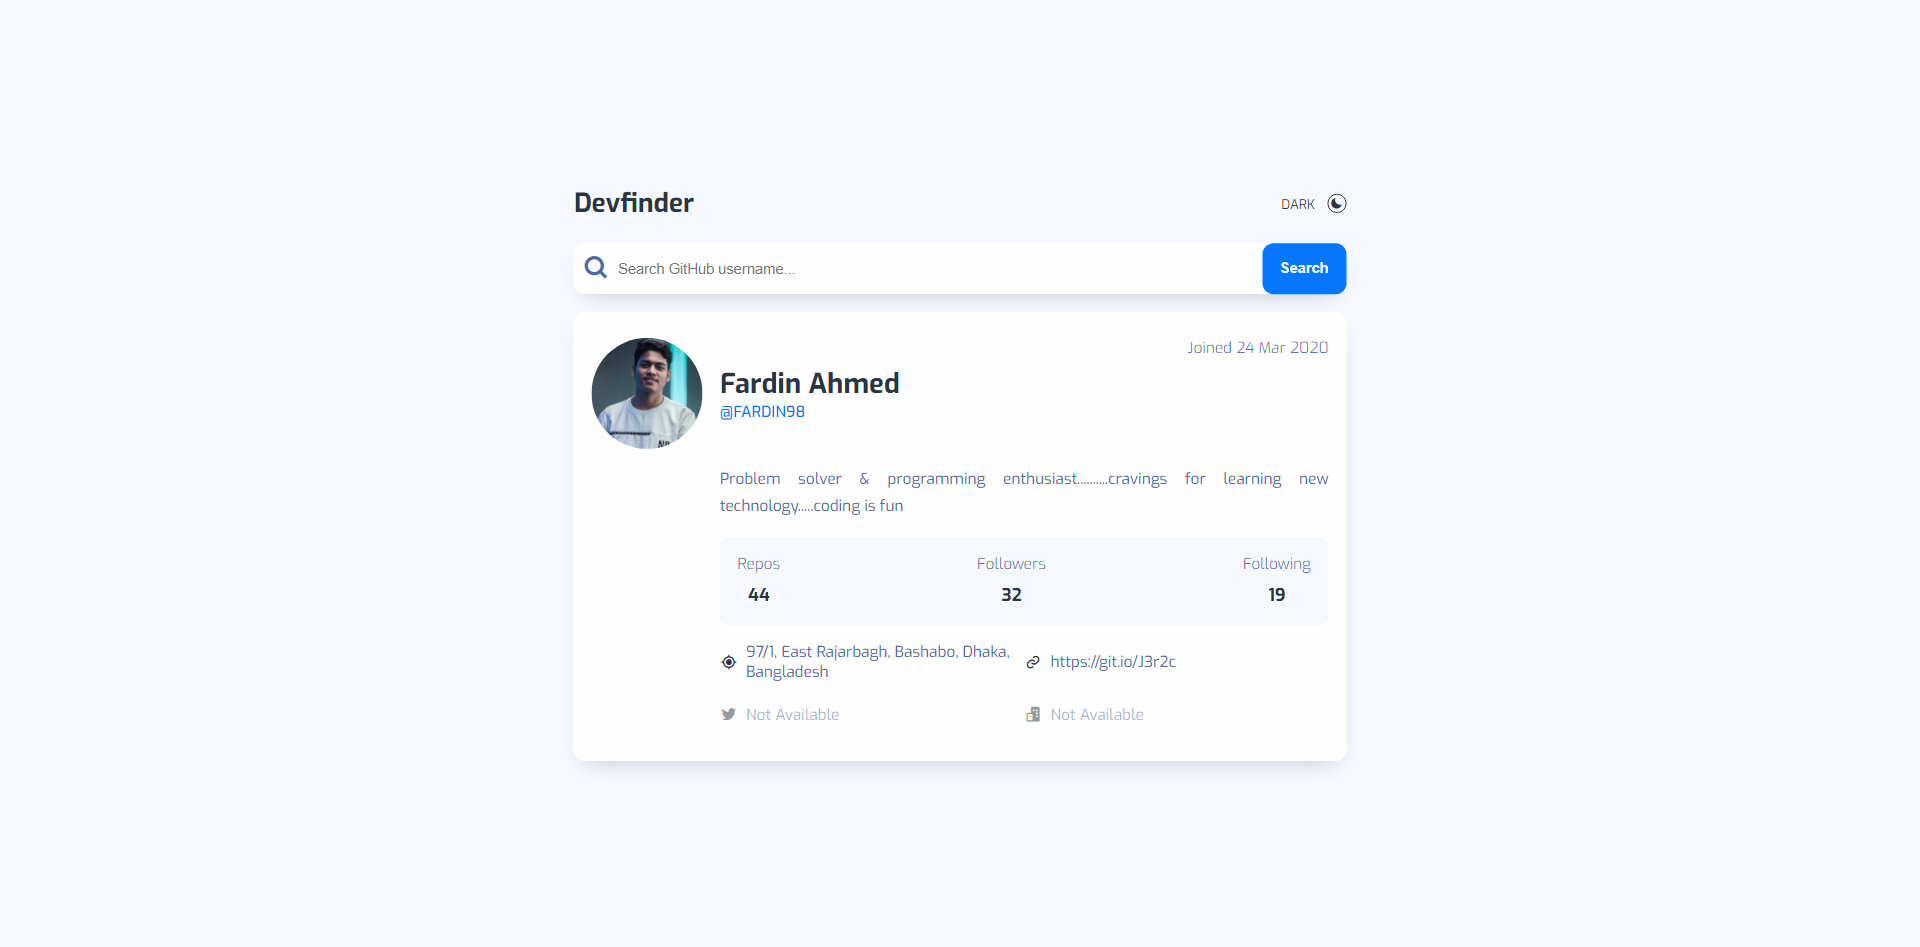 Devfinder
DARK
Search GitHub username...
Search
Joined 24 Mar 2020
Fardin Ahmed
@FARDIN98
Problem solver & programming enthusiast..........cravings for learning new
technology.....coding is fun
Repos
44
Followers
32
Following
19
97/1, East Rajarbagh, Bashabo, Dhaka,
Bangladesh
https://git.io/J3r2c
Not Available
Not Available